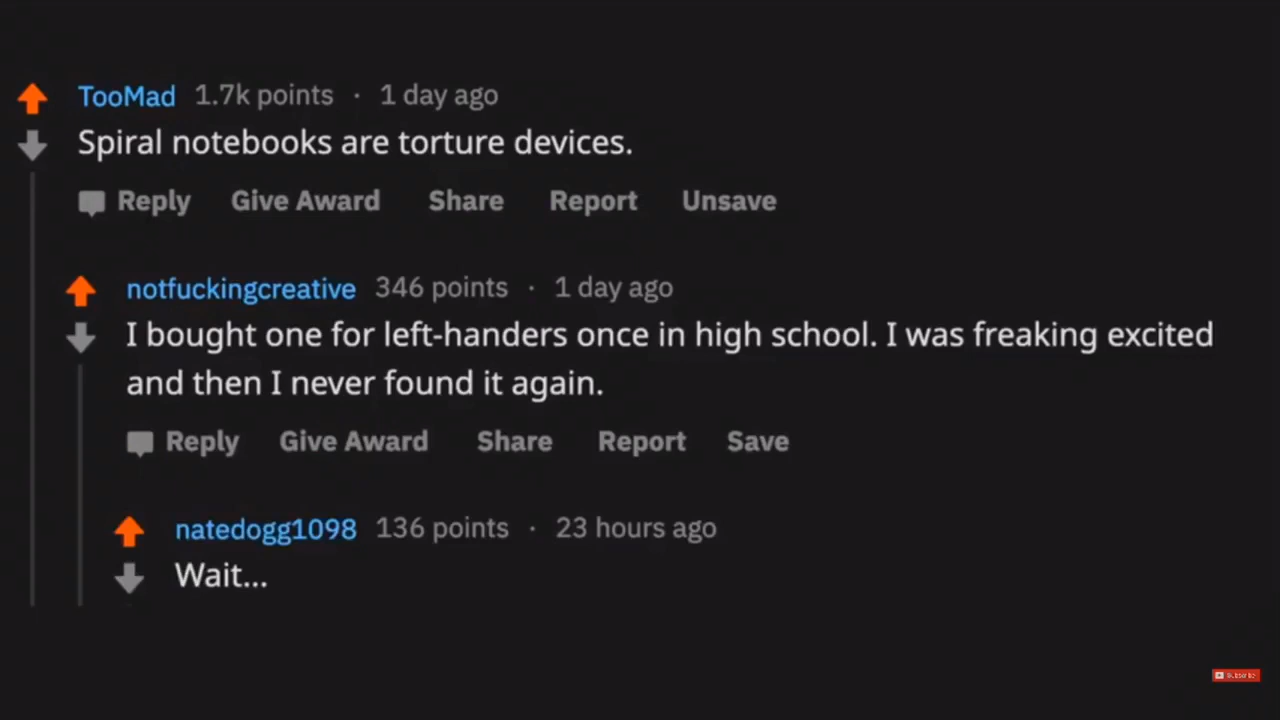 TooMad 1.7k points · 1 day ago
Spiral notebooks are torture devices.
Reply Give Award Share Report Unsave
notfuckingcreative 346 points · 1 day ago
I bought one for left-handers once in high school. I was freaking excited
and then I never found it again.
Reply Give Award Share Report Save
natedogg1098 136 points · 23 hours ago
Wait...